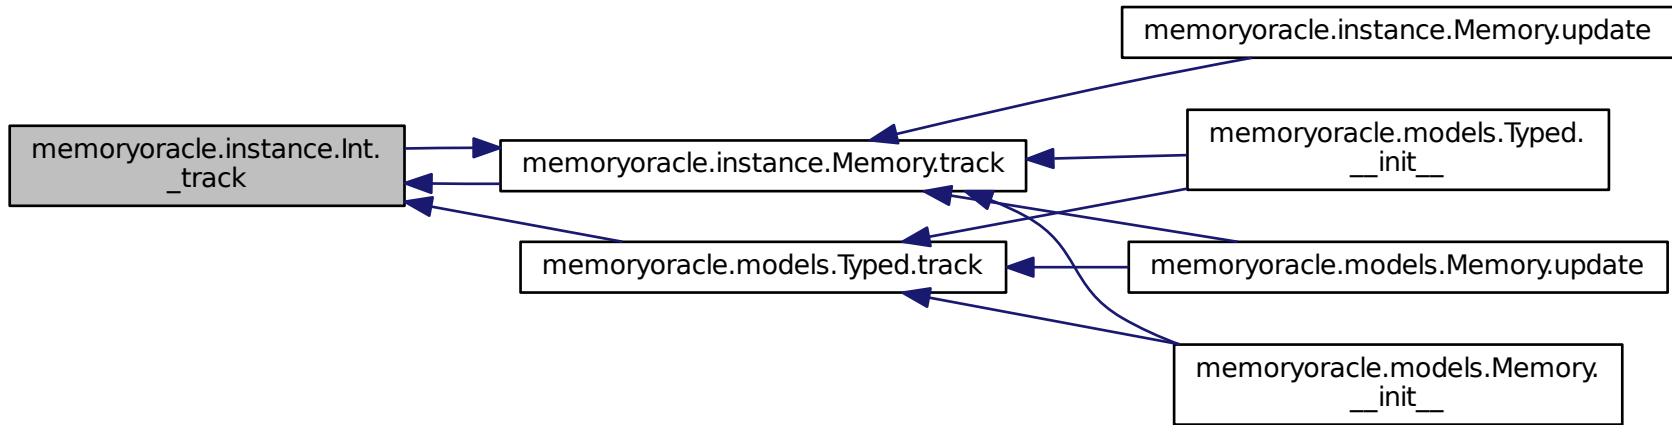 memoryoracle.instance.Memory.update
memoryoracle.models.Typed.
__init__
memoryoracle.instance.Int.
_track
memoryoracle.instance.Memory.track
memoryoracle.models.Typed.track
memoryoracle.models.Memory.update
memoryoracle.models.Memory.
__init__